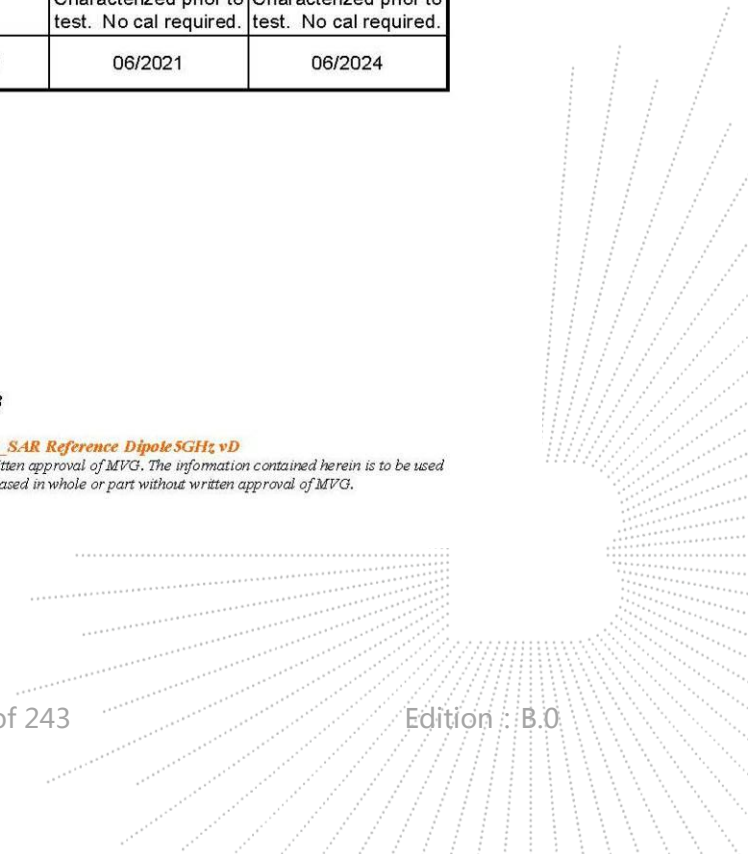 Characterized prior to Characterized prior to
test. No cal required. test. No cal required.
06/2021 06/2024
_SAR Reference Dipole 5GHz vD
approval of MVG. The information contained herein is to be used
in whole or part without written approval of MVG.
of 243 Edition : B.0